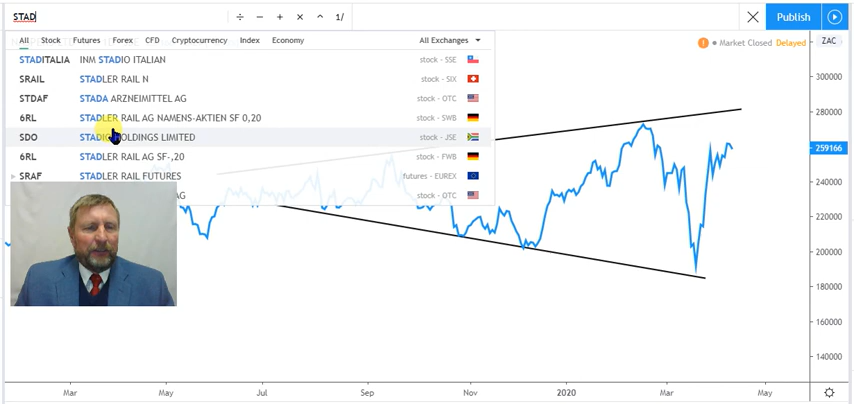 STAD
÷ − + × ^ 1/
Publish
All Stock Futures Forex CFD Cryptocurrency Index Economy All Exchanges
Market Closed Delayed ZAC
STADITALIA INM STADIO ITALIAN stock - SSE
SRAIL STADLER RAIL N stock - SIX
STDAF STADA ARZNEIMITTEL AG stock - OTC
6RL STADLER RAIL AG NAMENS-AKTIEN SF 0,20 stock - SWB
SDO STADIO HOLDINGS LIMITED stock - JSE
6RL STADLER RAIL AG SF-,20 stock - FWB
SRAF STADLER RAIL FUTURES futures - EUREX
AG stock - OTC
300000
280000
259166
240000
220000
200000
180000
160000
140000
Mar May Jul Sep Nov 2020 Mar May